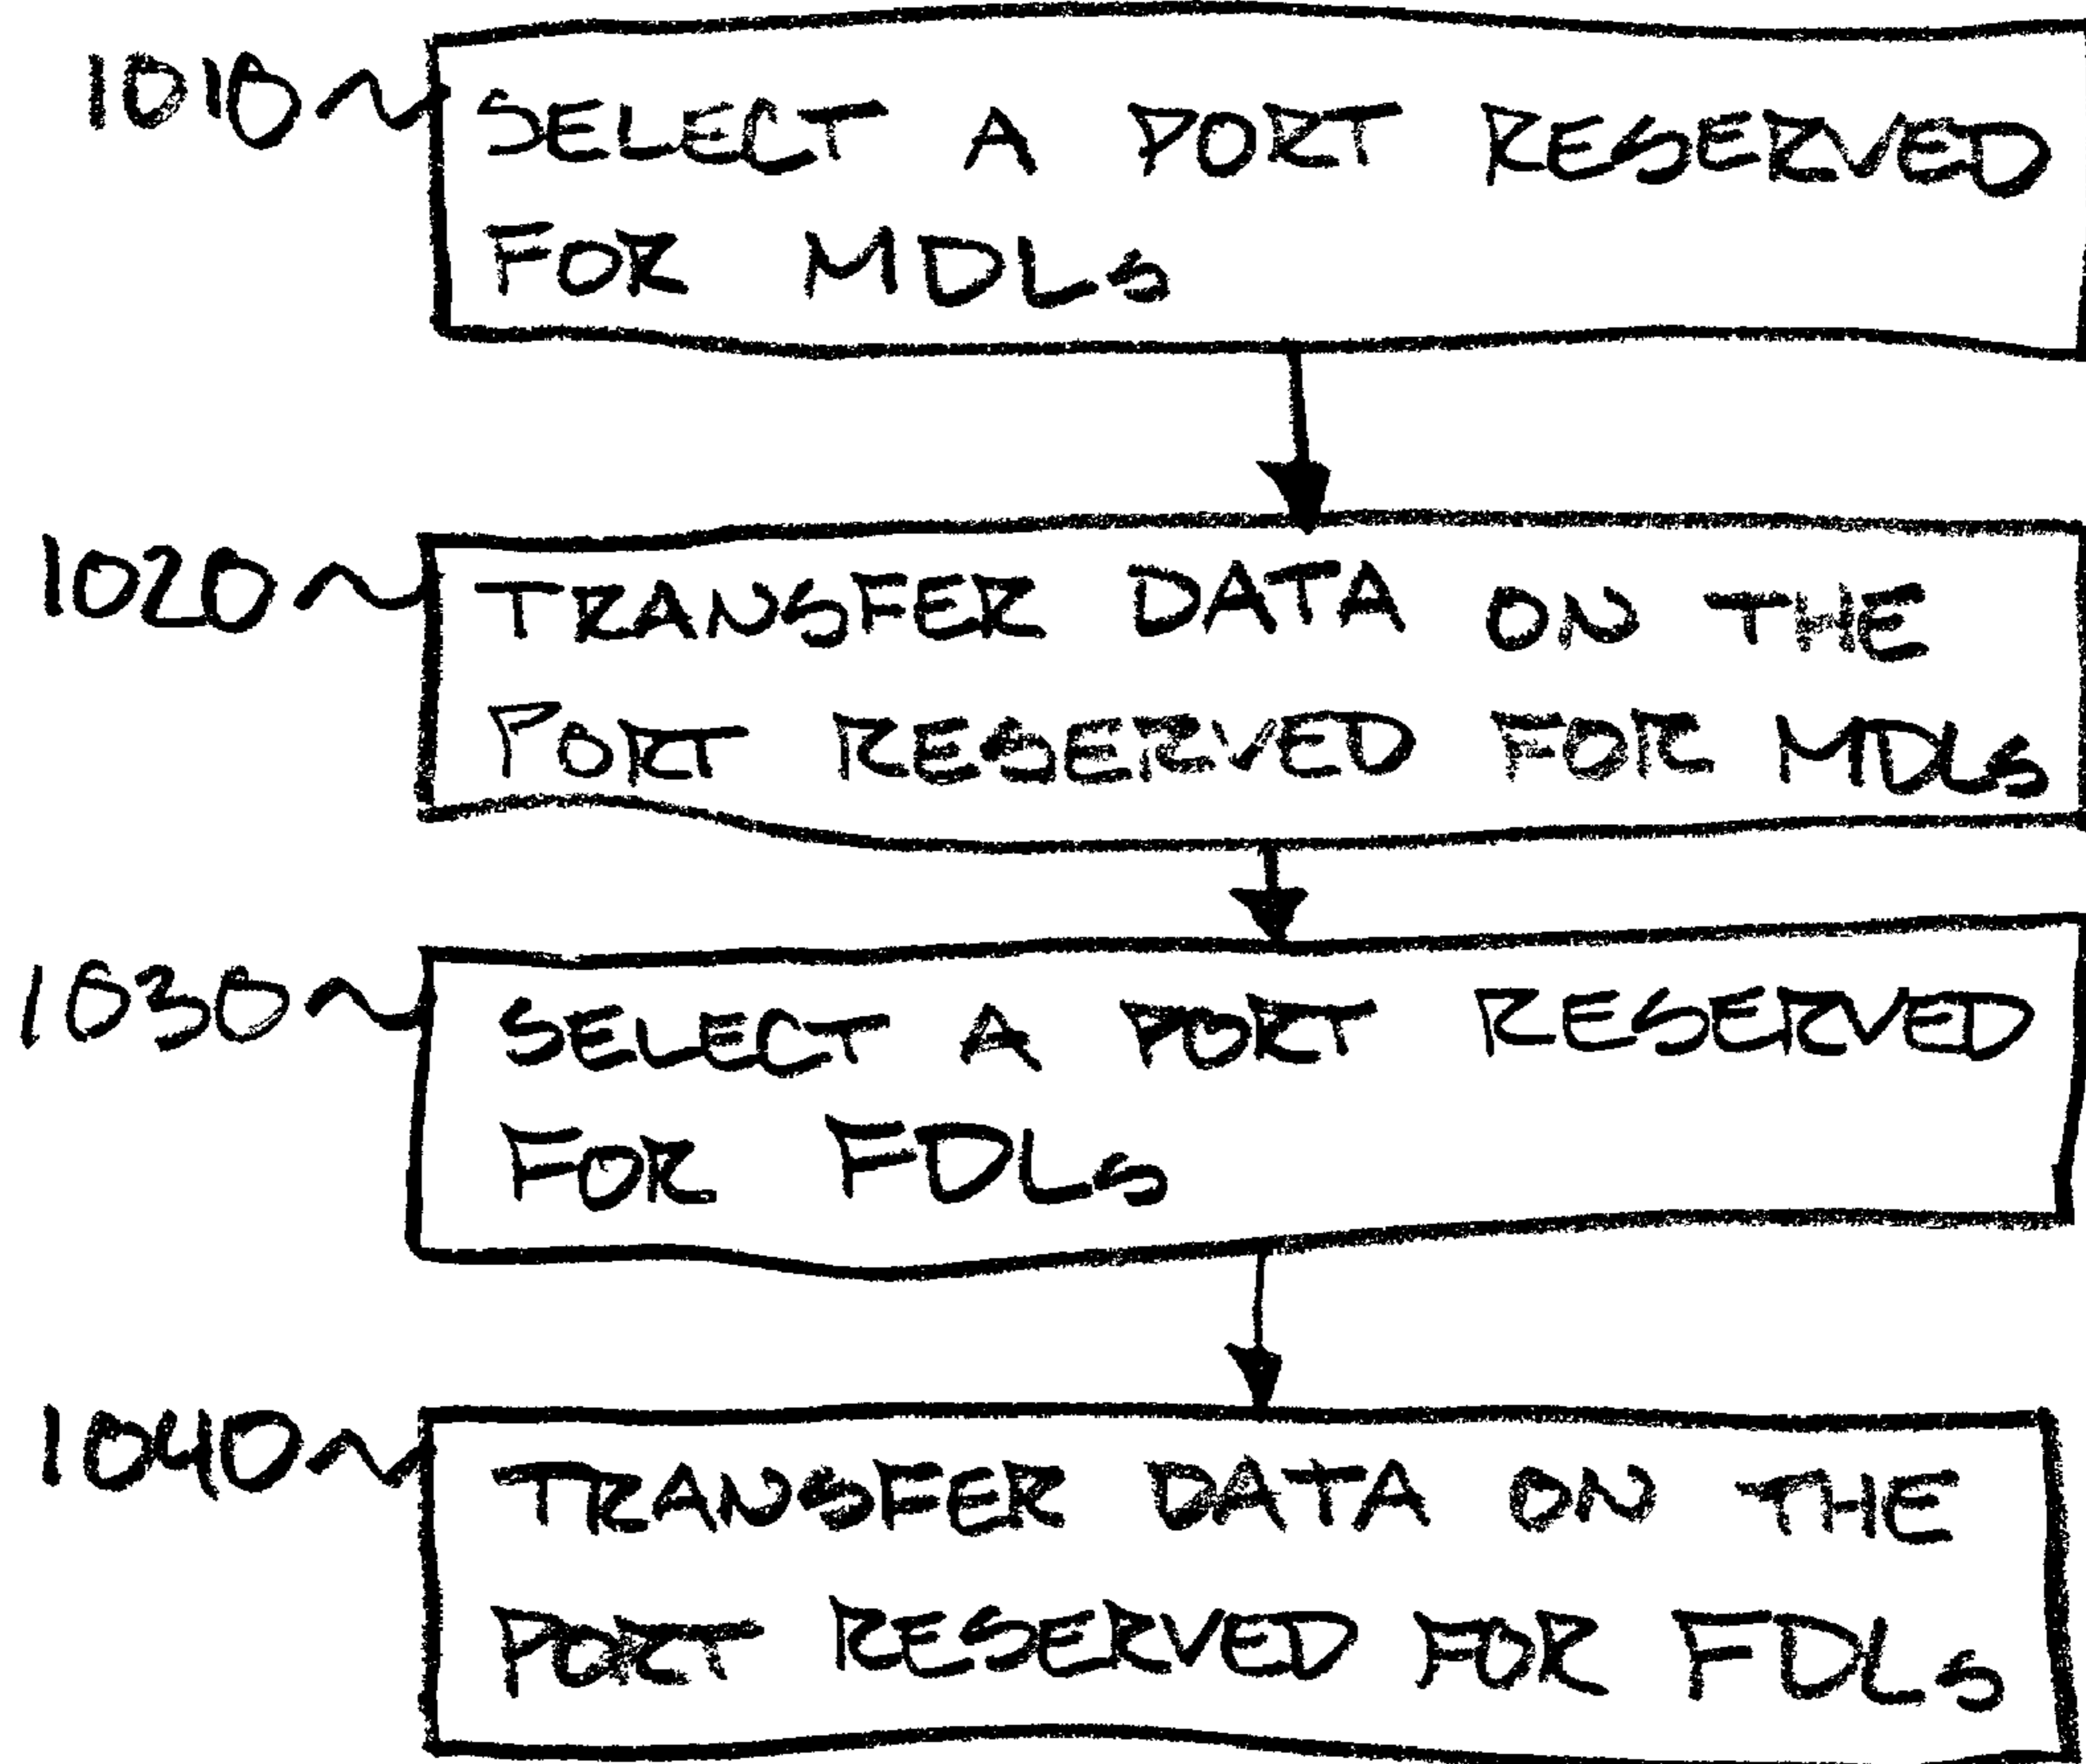 1010
SELECT A PORT RESERVED
FOR MDLs
1020
TRANSFER DATA ON THE
PORT RESERVED FOR MDLs
1030
SELECT A PORT RESERVED
FOR FDLs
1040
TRANSFER DATA ON THE
PORT RESERVED FOR FDLs